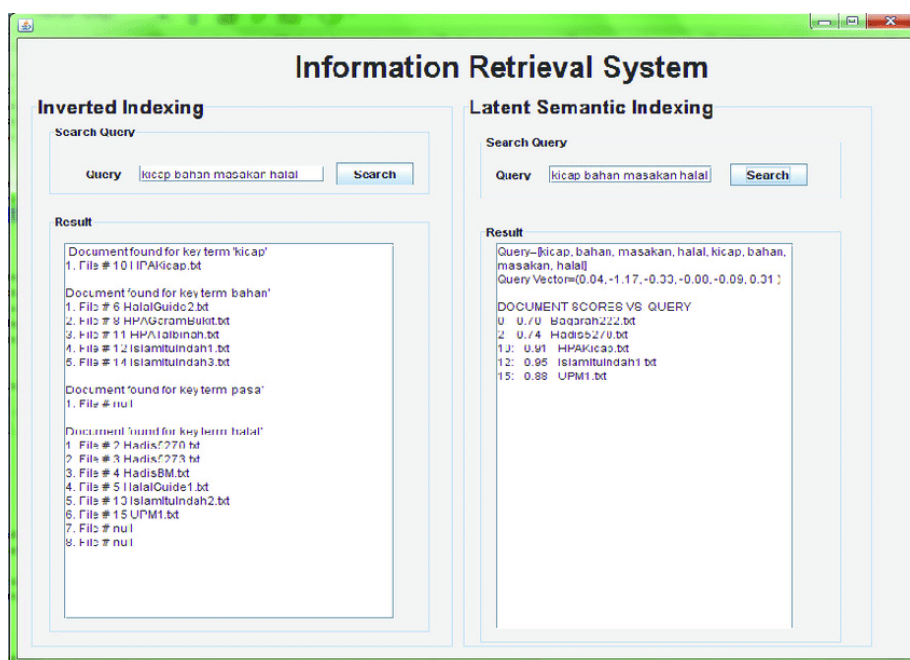 Information Retrieval System
Inverted Indexing
Search Query
Query kicap bahan masakan halal Search
Result
Document found for key term 'kicap'
1. File # 10 HPAKicap.txt
Document found for key term bahan'
1. File # 6 HalalGuide2.txt
2. File # 8 HPAGaramBukit.txt
3. File # 11 HPATalbinah.txt
4. File # 12 IslamituIndah1.txt
5. File # 14 IslamituIndah3.txt
Document found for key term pasa'
1. File # null
Document found for key term halal'
1. File # 2 Hadis5270.txt
2. File # 3 Hadis5273.txt
3. File # 4 HadisBM.txt
4. File # 5 HalalGuide1.txt
5. File # 13 IslamituIndah2.txt
6. File # 15 UPM1.txt
7. File # null
8. File # null
Latent Semantic Indexing
Search Query
Query kicap bahan masakan halal Search
Result
Query=[kicap, bahan, masakan, halal, kicap, bahan,
masakan, halal]
Query Vector=(0.04, -1.17, -0.33, -0.00, -0.09, 0.31 )
DOCUMENT SCORES VS QUERY
0 0.70 Baqarah222.txt
2 0.74 Hadis5270.txt
10: 0.91 HPAKicap.txt
12: 0.95 IslamituIndah1.txt
15: 0.88 UPM1.txt